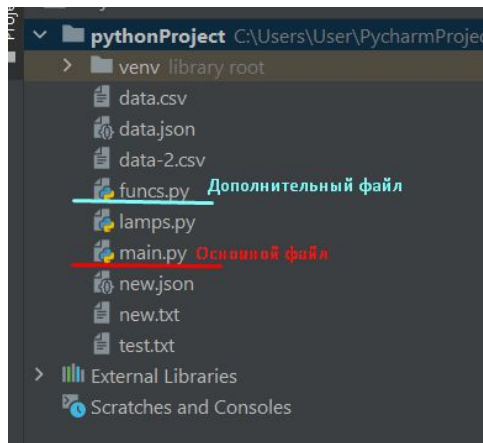 pythonProject C:\Users\User\PycharmProjec
venv library root
data.csv
data.json
data-2.csv
funcs.py Дополнительный файл
lamps.py
main.py Основной файл
new.json
new.txt
test.txt
External Libraries
Scratches and Consoles